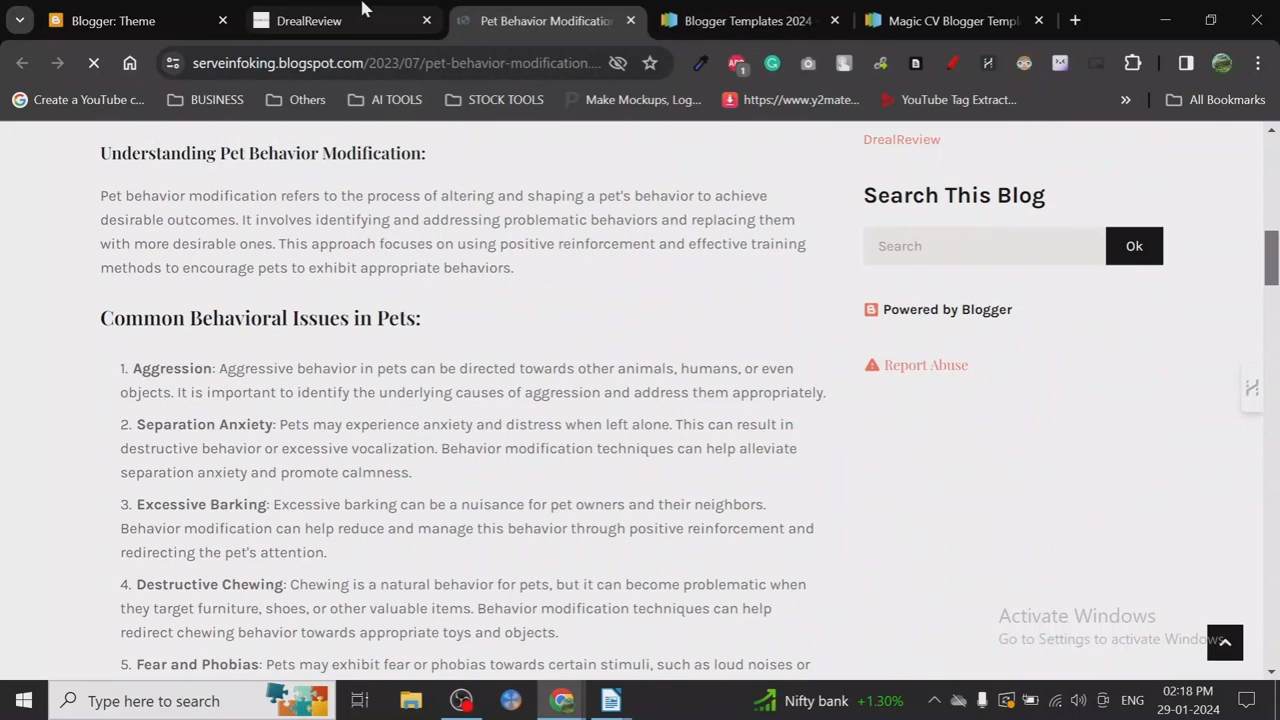 Blogger: Theme
DrealReview
Pet Behavior Modification
Blogger Templates 2024
Magic CV Blogger Templ
serveinfoking.blogspot.com/2023/07/pet-behavior-modification....
1
Create a YouTube c...
BUSINESS
Others
AI TOOLS
STOCK TOOLS
Make Mockups, Log...
https://www.y2mate...
YouTube Tag Extract...
»
All Bookmarks
Understanding Pet Behavior Modification:
Pet behavior modification refers to the process of altering and shaping a pet's behavior to achieve
desirable outcomes. It involves identifying and addressing problematic behaviors and replacing them
with more desirable ones. This approach focuses on using positive reinforcement and effective training
methods to encourage pets to exhibit appropriate behaviors.
Common Behavioral Issues in Pets:
1. Aggression: Aggressive behavior in pets can be directed towards other animals, humans, or even
objects. It is important to identify the underlying causes of aggression and address them appropriately.
2. Separation Anxiety: Pets may experience anxiety and distress when left alone. This can result in
destructive behavior or excessive vocalization. Behavior modification techniques can help alleviate
separation anxiety and promote calmness.
3. Excessive Barking: Excessive barking can be a nuisance for pet owners and their neighbors.
Behavior modification can help reduce and manage this behavior through positive reinforcement and
redirecting the pet's attention.
4. Destructive Chewing: Chewing is a natural behavior for pets, but it can become problematic when
they target furniture, shoes, or other valuable items. Behavior modification techniques can help
redirect chewing behavior towards appropriate toys and objects.
5. Fear and Phobias: Pets may exhibit fear or phobias towards certain stimuli, such as loud noises or
DrealReview
Search This Blog
Search
Ok
Powered by Blogger
Report Abuse
Activate Windows
Go to Settings to activate Windows.
Type here to search
Nifty bank +1.30%
ENG
02:18 PM
29-01-2024